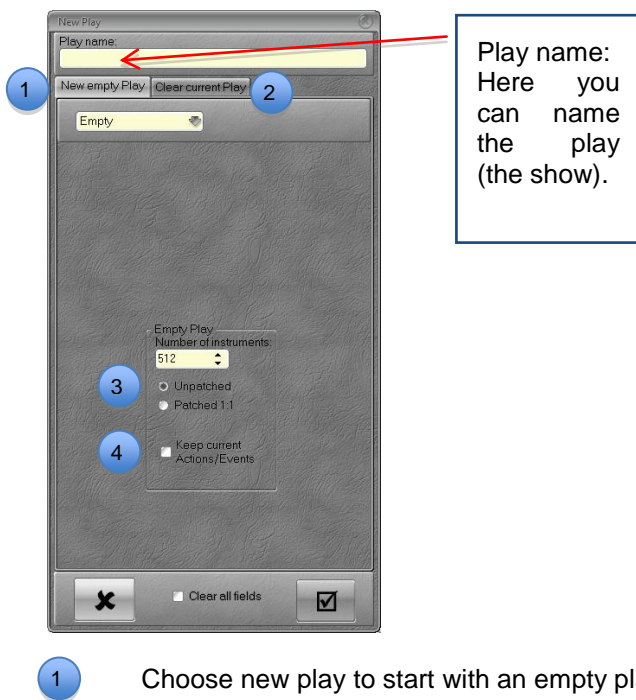 New Play
Play name:
1
New empty Play
Clear current Play
2
Empty
Empty Play
Number of instruments:
512
3
Unpatched
Patched 1:1
4
Keep current
Actions/Events
Clear all fields
Play name:
Here you
can name
the play
(the show).
1
Choose new play to start with an empty pl